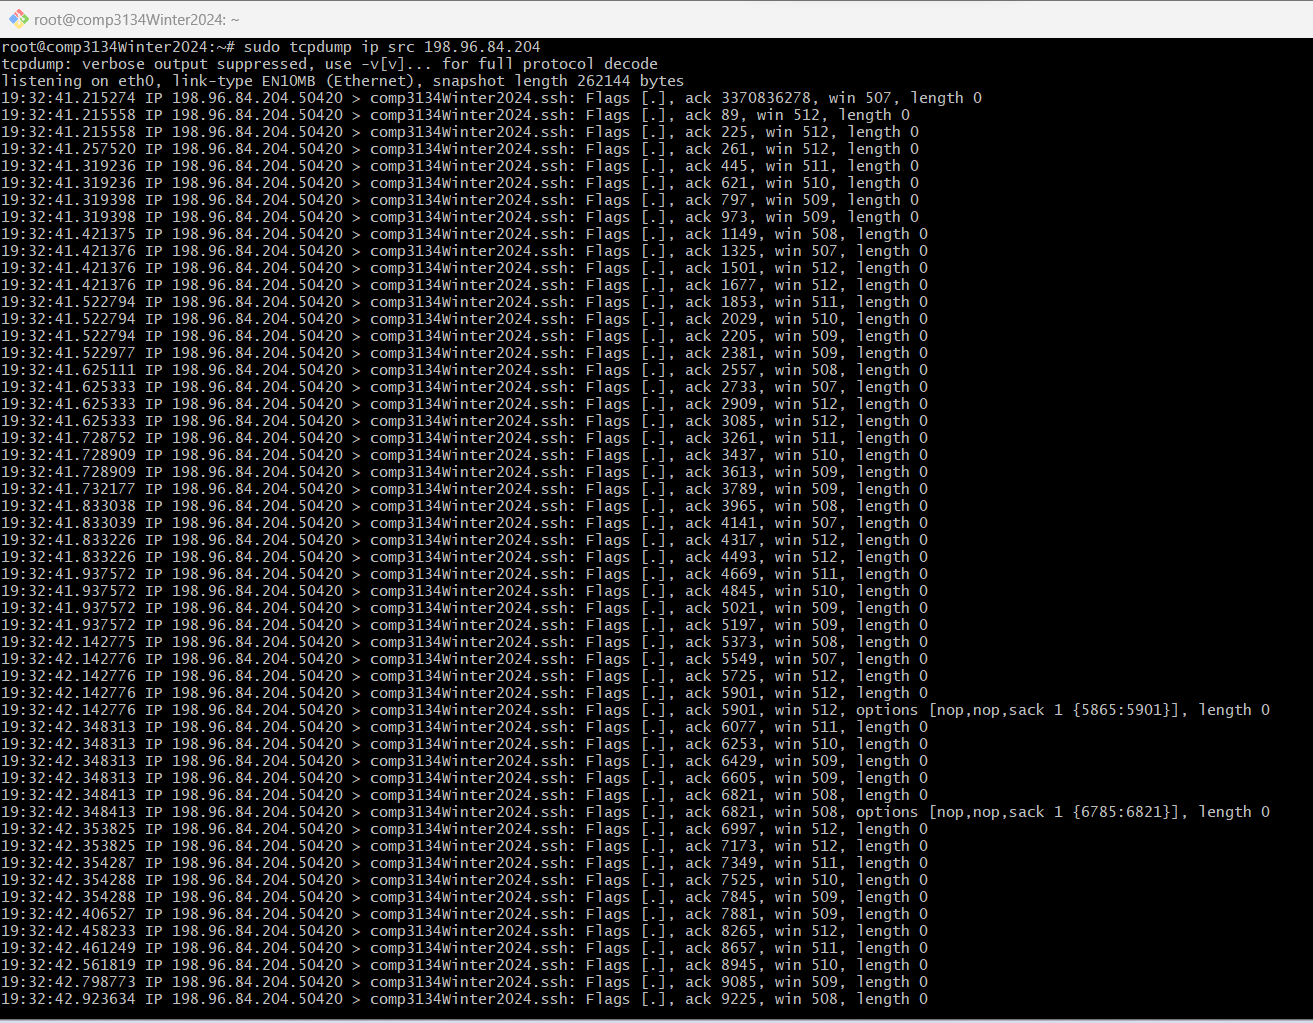 root@comp3134Winter2024: ~
root@comp3134Winter2024:~# sudo tcpdump ip src 198.96.84.204
tcpdump: verbose output suppressed, use -v[v]... for full protocol decode
listening on eth0, link-type EN10MB (Ethernet), snapshot length 262144 bytes
19:32:41.215274 IP 198.96.84.204.50420 > comp3134Winter2024.ssh: Flags [.], ack 3370836278, win 507, length 0
19:32:41.215558 IP 198.96.84.204.50420 > comp3134Winter2024.ssh: Flags [.], ack 89, win 512, length 0
19:32:41.215558 IP 198.96.84.204.50420 > comp3134Winter2024.ssh: Flags [.], ack 225, win 512, length 0
19:32:41.257520 IP 198.96.84.204.50420 > comp3134Winter2024.ssh: Flags [.], ack 261, win 512, length 0
19:32:41.319236 IP 198.96.84.204.50420 > comp3134Winter2024.ssh: Flags [.], ack 445, win 511, length 0
19:32:41.319236 IP 198.96.84.204.50420 > comp3134Winter2024.ssh: Flags [.], ack 621, win 510, length 0
19:32:41.319398 IP 198.96.84.204.50420 > comp3134Winter2024.ssh: Flags [.], ack 797, win 509, length 0
19:32:41.319398 IP 198.96.84.204.50420 > comp3134Winter2024.ssh: Flags [.], ack 973, win 509, length 0
19:32:41.421375 IP 198.96.84.204.50420 > comp3134Winter2024.ssh: Flags [.], ack 1149, win 508, length 0
19:32:41.421376 IP 198.96.84.204.50420 > comp3134Winter2024.ssh: Flags [.], ack 1325, win 507, length 0
19:32:41.421376 IP 198.96.84.204.50420 > comp3134Winter2024.ssh: Flags [.], ack 1501, win 512, length 0
19:32:41.421376 IP 198.96.84.204.50420 > comp3134Winter2024.ssh: Flags [.], ack 1677, win 512, length 0
19:32:41.522794 IP 198.96.84.204.50420 > comp3134Winter2024.ssh: Flags [.], ack 1853, win 511, length 0
19:32:41.522794 IP 198.96.84.204.50420 > comp3134Winter2024.ssh: Flags [.], ack 2029, win 510, length 0
19:32:41.522794 IP 198.96.84.204.50420 > comp3134Winter2024.ssh: Flags [.], ack 2205, win 509, length 0
19:32:41.522977 IP 198.96.84.204.50420 > comp3134Winter2024.ssh: Flags [.], ack 2381, win 509, length 0
19:32:41.625111 IP 198.96.84.204.50420 > comp3134Winter2024.ssh: Flags [.], ack 2557, win 508, length 0
19:32:41.625333 IP 198.96.84.204.50420 > comp3134Winter2024.ssh: Flags [.], ack 2733, win 507, length 0
19:32:41.625333 IP 198.96.84.204.50420 > comp3134Winter2024.ssh: Flags [.], ack 2909, win 512, length 0
19:32:41.625333 IP 198.96.84.204.50420 > comp3134Winter2024.ssh: Flags [.], ack 3085, win 512, length 0
19:32:41.728752 IP 198.96.84.204.50420 > comp3134Winter2024.ssh: Flags [.], ack 3261, win 511, length 0
19:32:41.728909 IP 198.96.84.204.50420 > comp3134Winter2024.ssh: Flags [.], ack 3437, win 510, length 0
19:32:41.728909 IP 198.96.84.204.50420 > comp3134Winter2024.ssh: Flags [.], ack 3613, win 509, length 0
19:32:41.732177 IP 198.96.84.204.50420 > comp3134Winter2024.ssh: Flags [.], ack 3789, win 509, length 0
19:32:41.833038 IP 198.96.84.204.50420 > comp3134Winter2024.ssh: Flags [.], ack 3965, win 508, length 0
19:32:41.833039 IP 198.96.84.204.50420 > comp3134Winter2024.ssh: Flags [.], ack 4141, win 507, length 0
19:32:41.833226 IP 198.96.84.204.50420 > comp3134Winter2024.ssh: Flags [.], ack 4317, win 512, length 0
19:32:41.833226 IP 198.96.84.204.50420 > comp3134Winter2024.ssh: Flags [.], ack 4493, win 512, length 0
19:32:41.937572 IP 198.96.84.204.50420 > comp3134Winter2024.ssh: Flags [.], ack 4669, win 511, length 0
19:32:41.937572 IP 198.96.84.204.50420 > comp3134Winter2024.ssh: Flags [.], ack 4845, win 510, length 0
19:32:41.937572 IP 198.96.84.204.50420 > comp3134Winter2024.ssh: Flags [.], ack 5021, win 509, length 0
19:32:41.937572 IP 198.96.84.204.50420 > comp3134Winter2024.ssh: Flags [.], ack 5197, win 509, length 0
19:32:42.142775 IP 198.96.84.204.50420 > comp3134Winter2024.ssh: Flags [.], ack 5373, win 508, length 0
19:32:42.142776 IP 198.96.84.204.50420 > comp3134Winter2024.ssh: Flags [.], ack 5549, win 507, length 0
19:32:42.142776 IP 198.96.84.204.50420 > comp3134Winter2024.ssh: Flags [.], ack 5725, win 512, length 0
19:32:42.142776 IP 198.96.84.204.50420 > comp3134Winter2024.ssh: Flags [.], ack 5901, win 512, length 0
19:32:42.142776 IP 198.96.84.204.50420 > comp3134Winter2024.ssh: Flags [.], ack 5901, win 512, options [nop,nop,sack 1 {5865:5901}], length 0
19:32:42.348313 IP 198.96.84.204.50420 > comp3134Winter2024.ssh: Flags [.], ack 6077, win 511, length 0
19:32:42.348313 IP 198.96.84.204.50420 > comp3134Winter2024.ssh: Flags [.], ack 6253, win 510, length 0
19:32:42.348313 IP 198.96.84.204.50420 > comp3134Winter2024.ssh: Flags [.], ack 6429, win 509, length 0
19:32:42.348313 IP 198.96.84.204.50420 > comp3134Winter2024.ssh: Flags [.], ack 6605, win 509, length 0
19:32:42.348413 IP 198.96.84.204.50420 > comp3134Winter2024.ssh: Flags [.], ack 6821, win 508, length 0
19:32:42.348413 IP 198.96.84.204.50420 > comp3134Winter2024.ssh: Flags [.], ack 6821, win 508, options [nop,nop,sack 1 {6785:6821}], length 0
19:32:42.353825 IP 198.96.84.204.50420 > comp3134Winter2024.ssh: Flags [.], ack 6997, win 512, length 0
19:32:42.353825 IP 198.96.84.204.50420 > comp3134Winter2024.ssh: Flags [.], ack 7173, win 512, length 0
19:32:42.354287 IP 198.96.84.204.50420 > comp3134Winter2024.ssh: Flags [.], ack 7349, win 511, length 0
19:32:42.354288 IP 198.96.84.204.50420 > comp3134Winter2024.ssh: Flags [.], ack 7525, win 510, length 0
19:32:42.354288 IP 198.96.84.204.50420 > comp3134Winter2024.ssh: Flags [.], ack 7845, win 509, length 0
19:32:42.406527 IP 198.96.84.204.50420 > comp3134Winter2024.ssh: Flags [.], ack 7881, win 509, length 0
19:32:42.458233 IP 198.96.84.204.50420 > comp3134Winter2024.ssh: Flags [.], ack 8265, win 512, length 0
19:32:42.461249 IP 198.96.84.204.50420 > comp3134Winter2024.ssh: Flags [.], ack 8657, win 511, length 0
19:32:42.561819 IP 198.96.84.204.50420 > comp3134Winter2024.ssh: Flags [.], ack 8945, win 510, length 0
19:32:42.798773 IP 198.96.84.204.50420 > comp3134Winter2024.ssh: Flags [.], ack 9085, win 509, length 0
19:32:42.923634 IP 198.96.84.204.50420 > comp3134Winter2024.ssh: Flags [.], ack 9225, win 508, length 0